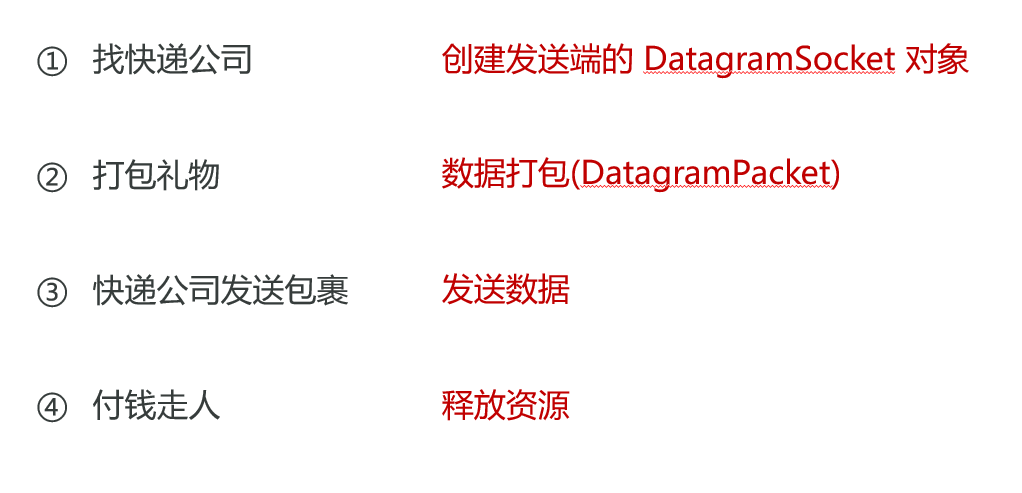 ① 找快递公司 创建发送端的 DatagramSocket 对象
② 打包礼物 数据打包(DatagramPacket)
③ 快递公司发送包裹 发送数据
④ 付钱走人 释放资源